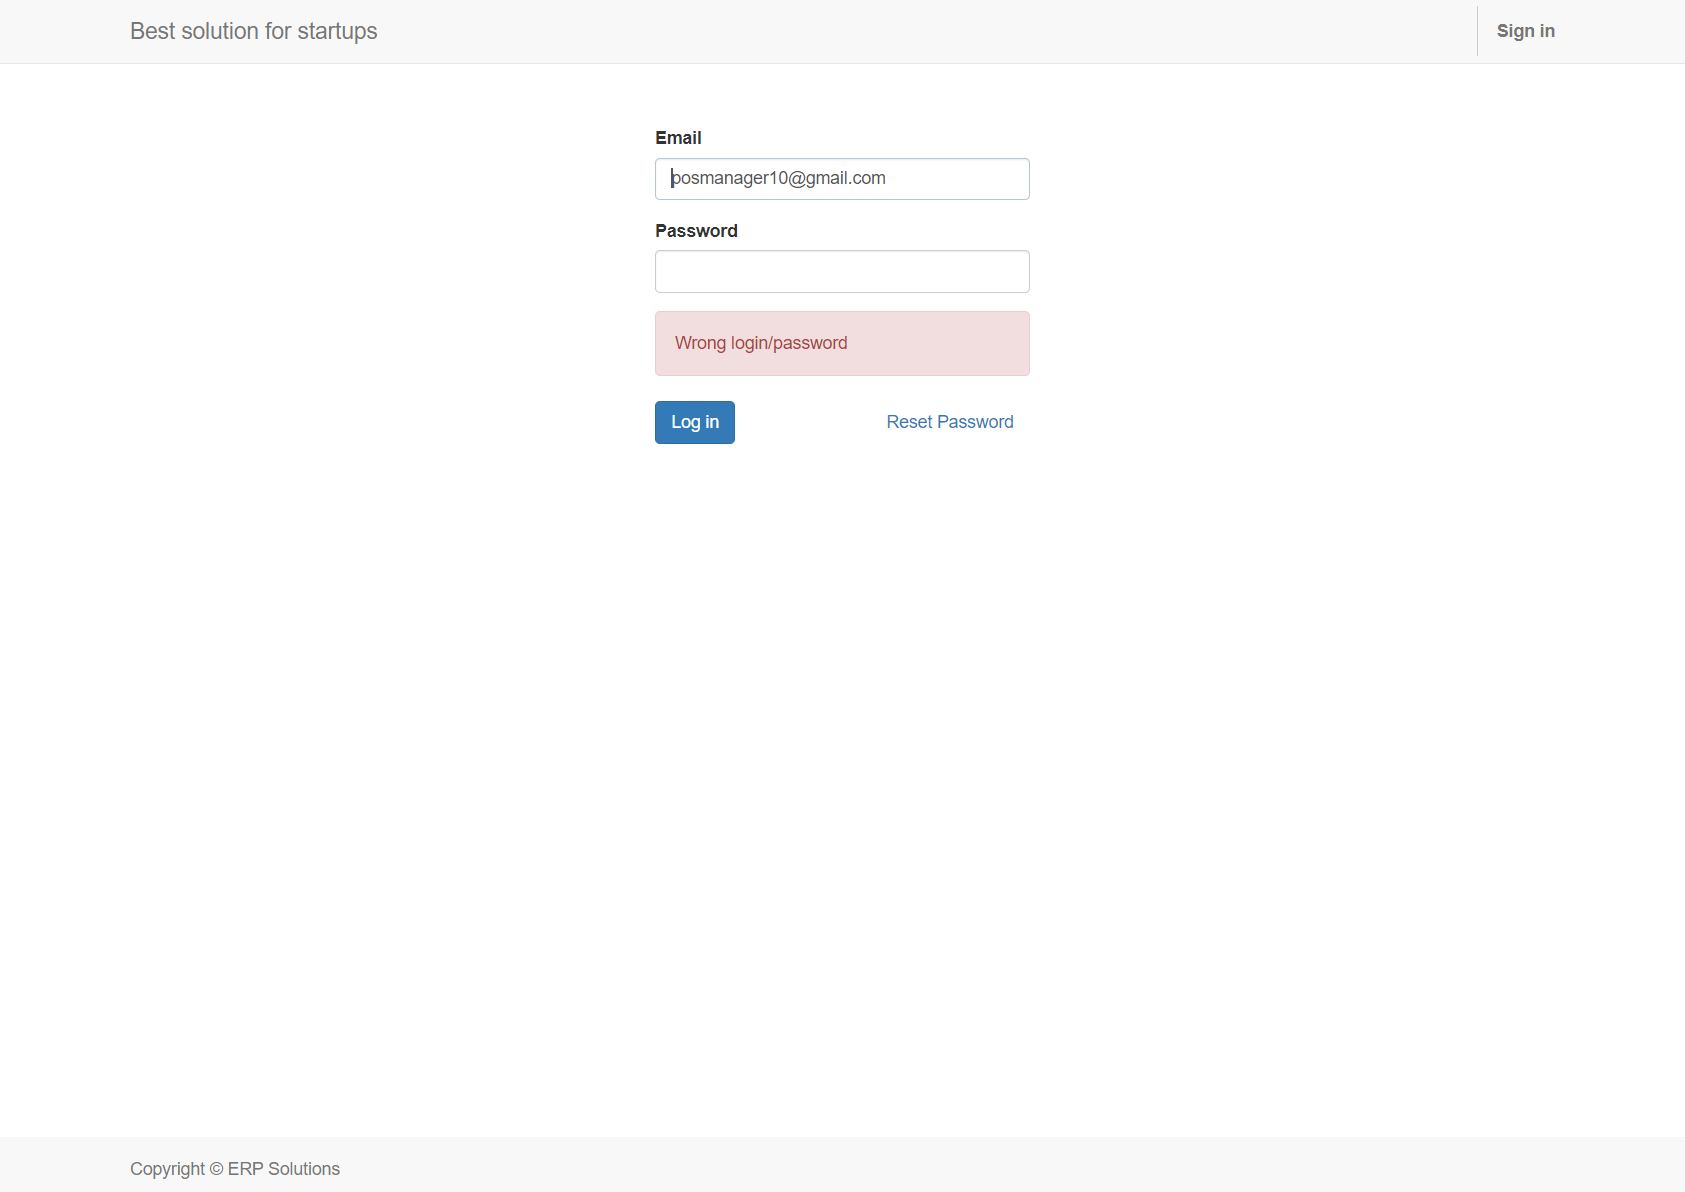 Best solution for startups
Sign in
Email
posmanager10@gmail.com
Password
Wrong login/password
Log in
Reset Password
Copyright © ERP Solutions